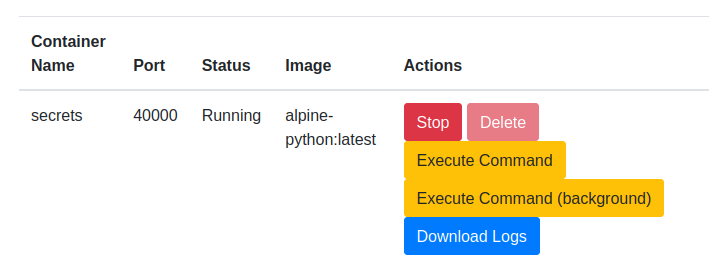 Container Name Port Status Image Actions
secrets 40000 Running alpine-python:latest Stop Delete
Execute Command
Execute Command (background)
Download Logs